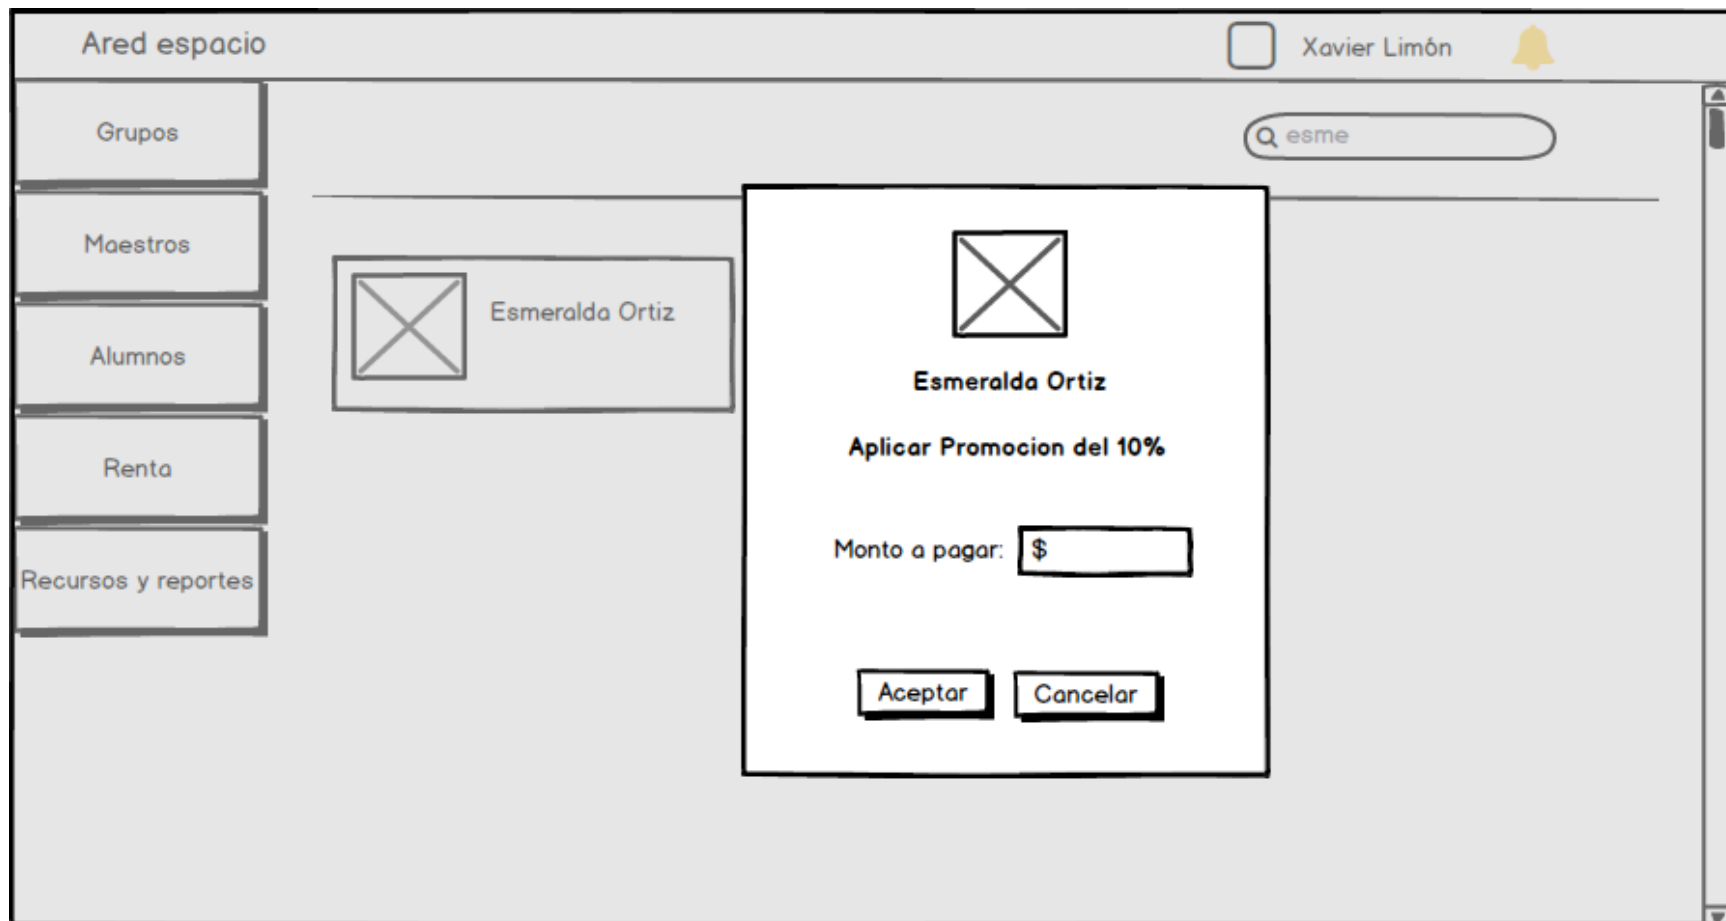 Ared espacio
Xavier Limón
Grupos
Maestros
Alumnos
Renta
Recursos y reportes
esme
Esmeralda Ortiz
Esmeralda Ortiz
Aplicar Promocion del 10%
Monto a pagar: $
Aceptar
Cancelar